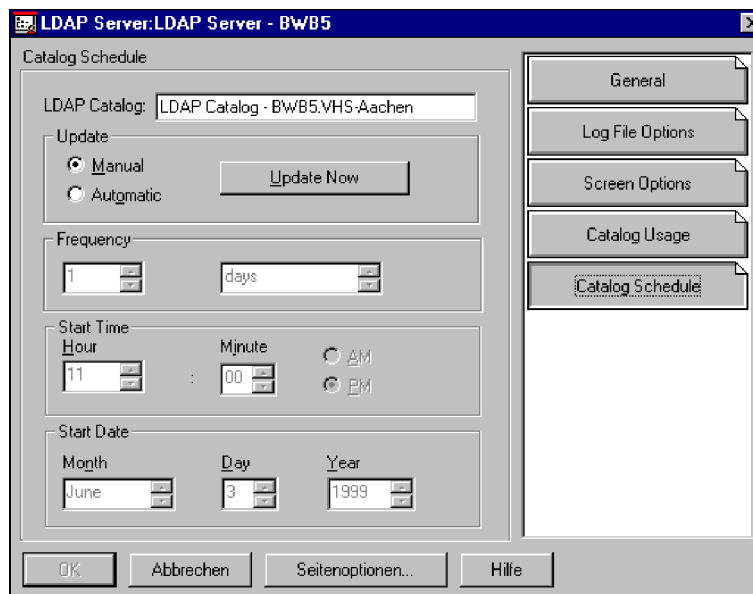 LDAP Server:LDAP Server - BWB5
Catalog Schedule
LDAP Catalog: LDAP Catalog - BWB5.VHS-Aachen
Update
Manual
Automatic
Update Now
Frequency
1 days
Start Time
Hour Minute
11 : 00
AM
PM
Start Date
Month Day Year
June 3 1999
General
Log File Options
Screen Options
Catalog Usage
Catalog Schedule
OK Abbrechen Seitenoptionen... Hilfe